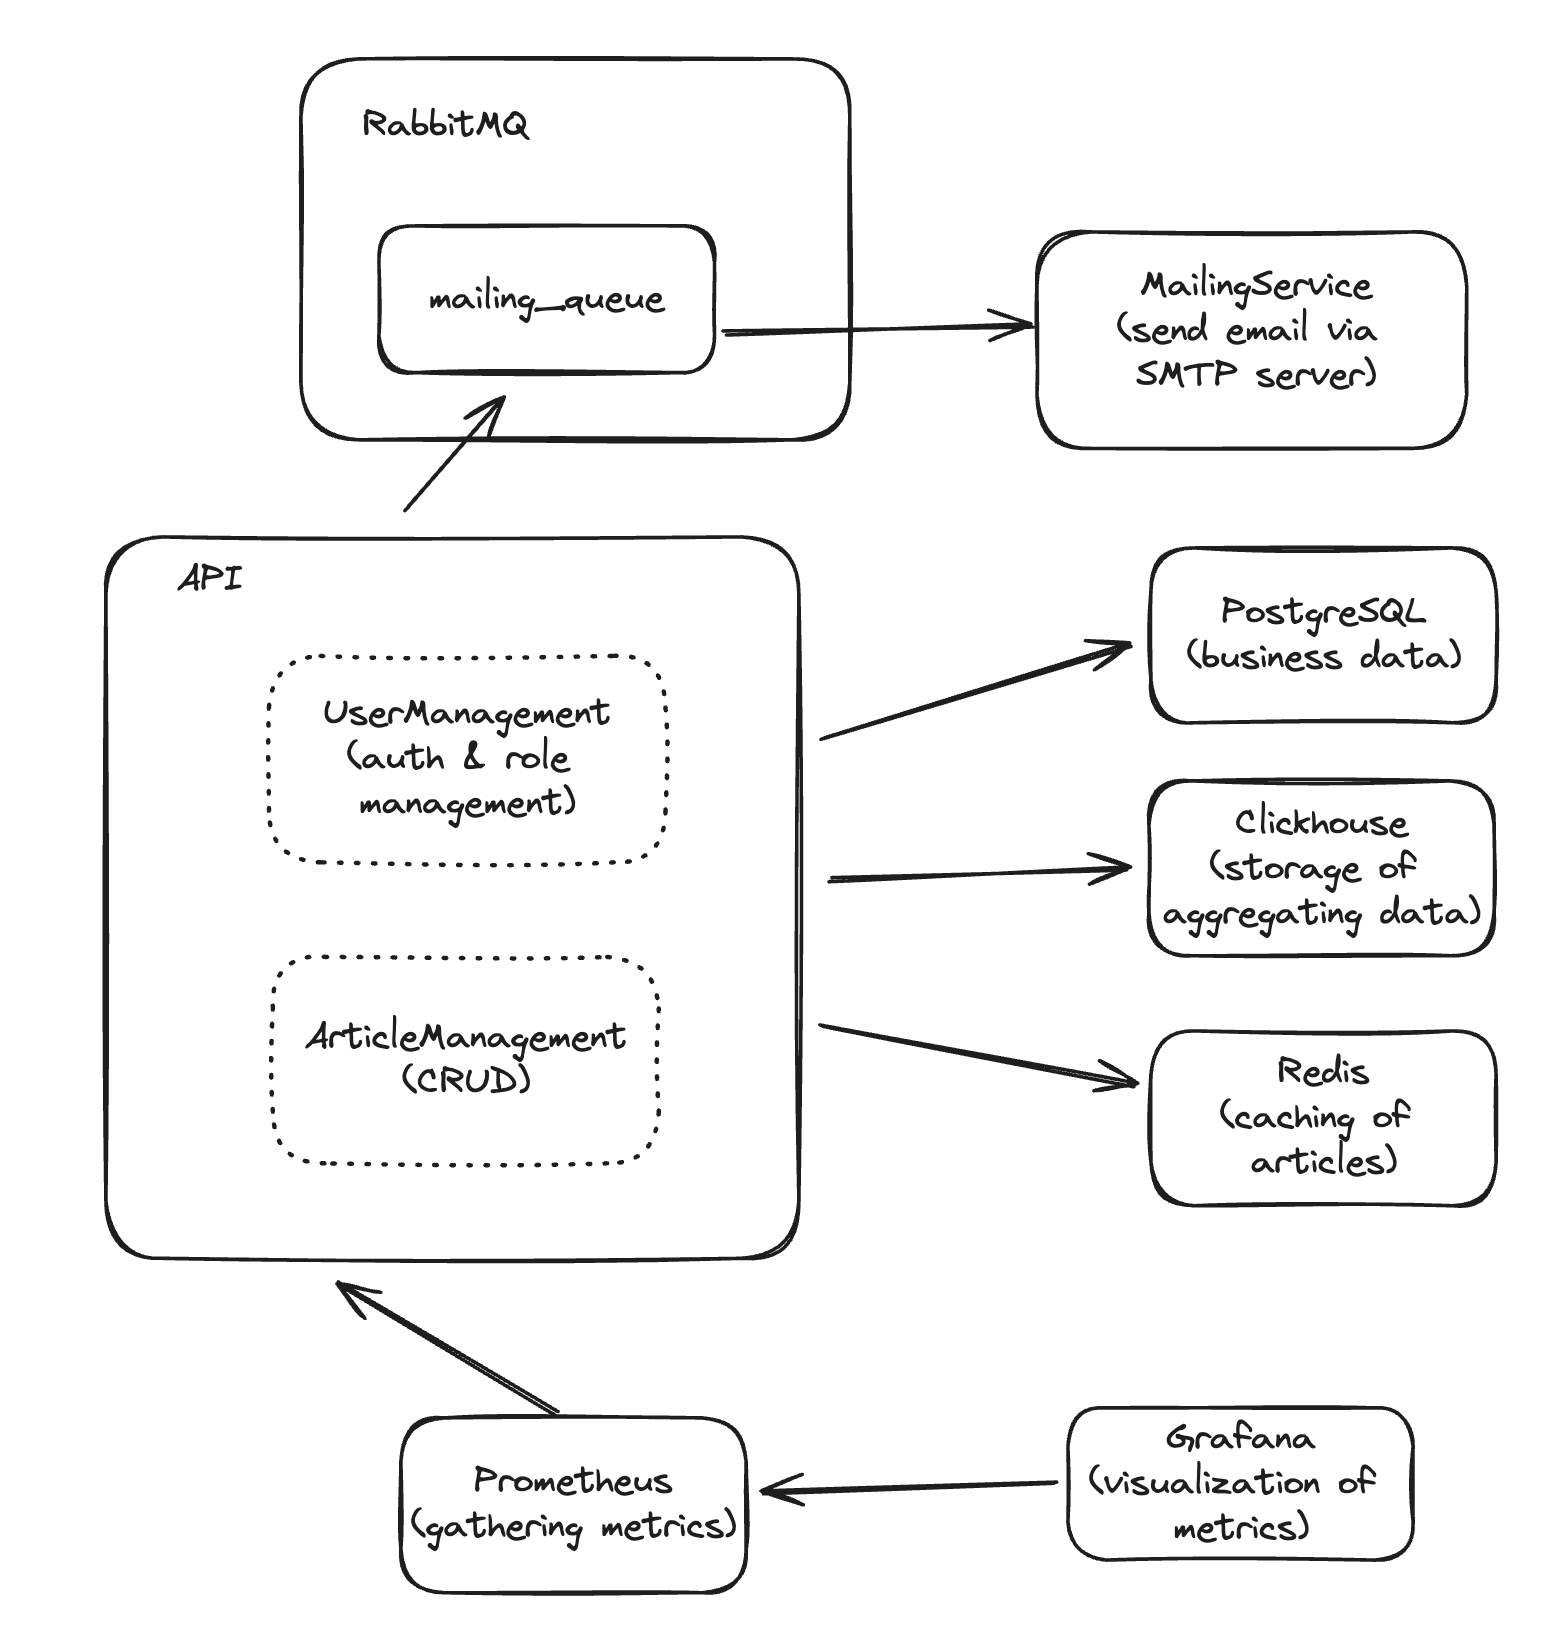 RabbitMQ
mailing_queue
MailingService
(send email via
SMTP server)
API
UserManagement
(auth & role
management)
ArticleManagement
(CRUD)
PostgreSQL
(business data)
Clickhouse
(storage of
aggregating data)
Redis
(caching of
articles)
Prometheus
(gathering metrics)
Grafana
(visualization of
metrics)